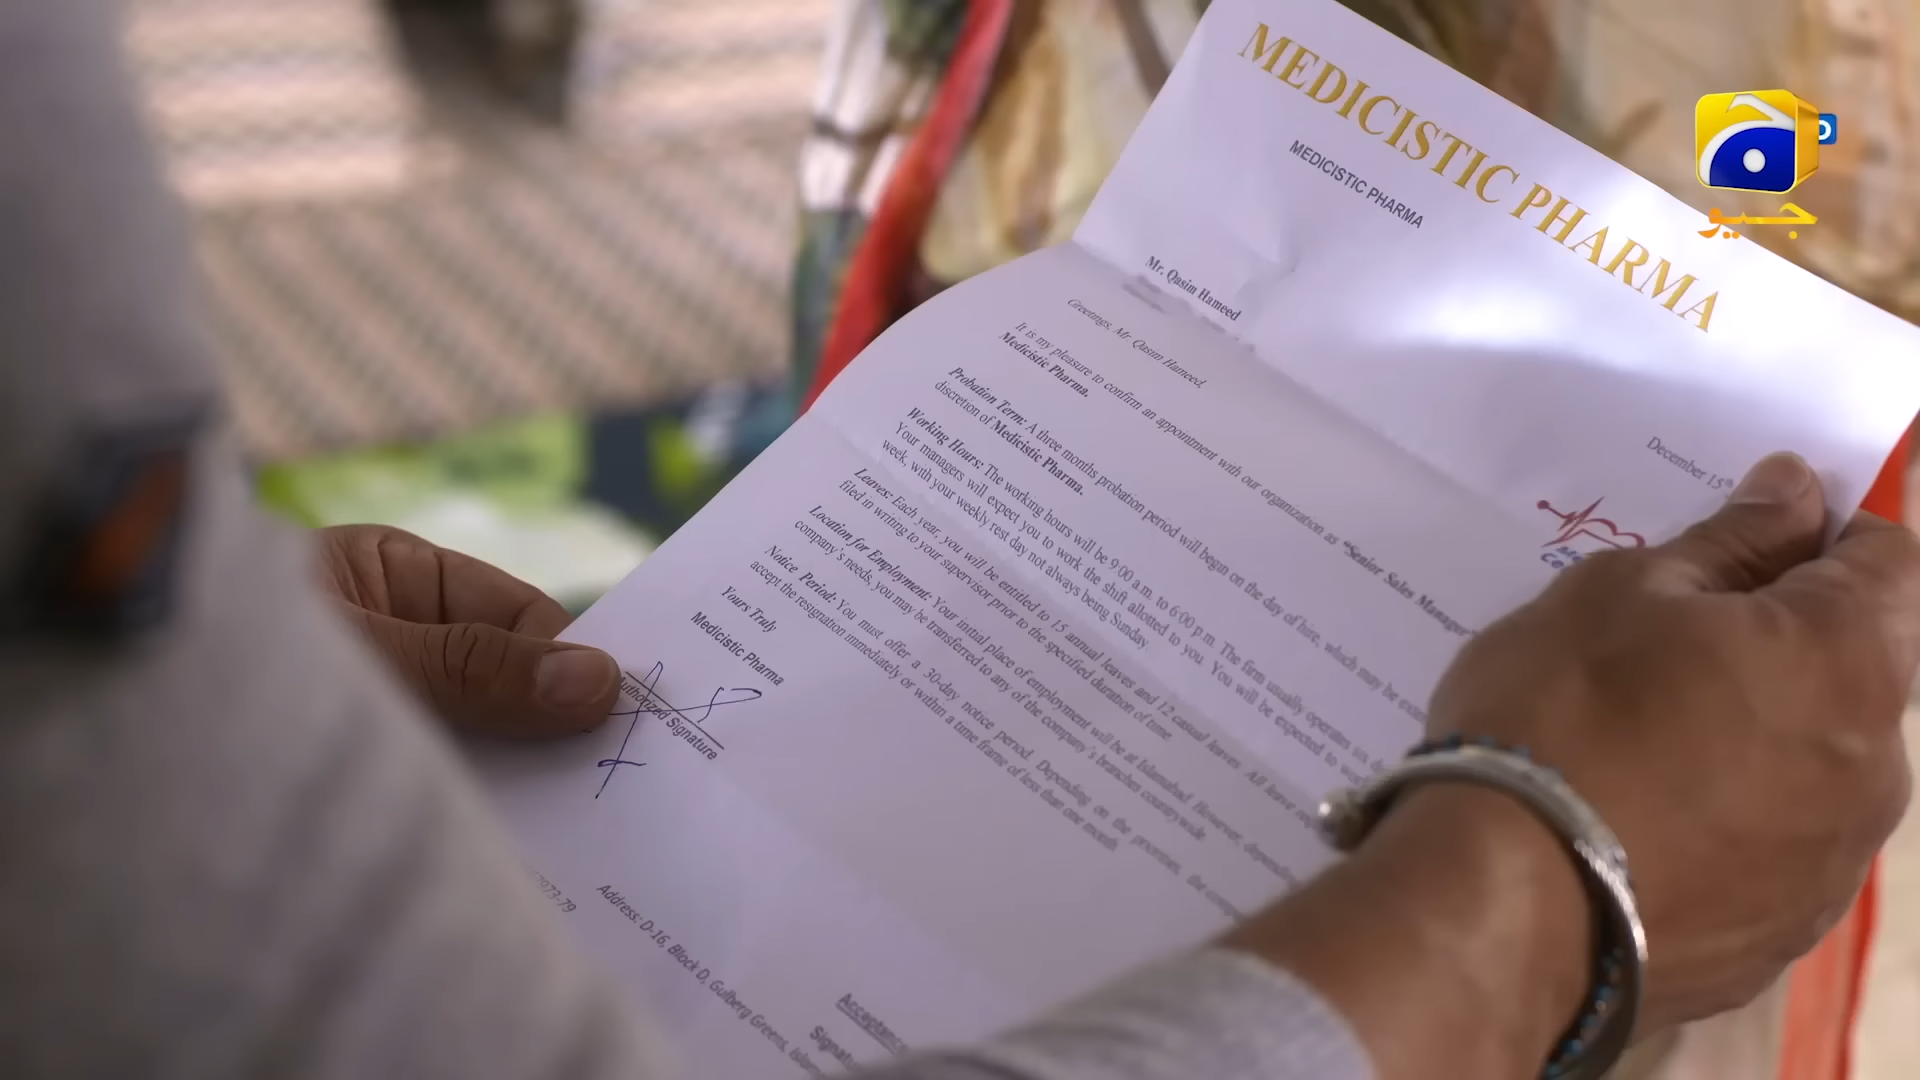 MEDICISTIC PHARMA
MEDICISTIC PHARMA
جیو
Mr. Qasim Hameed
December 15th
Greetings, Mr. Qasim Hameed,
It is my pleasure to confirm an appointment with our organization as "Senior Sales Manager"
Medicistic Pharma.
Probation Term: A three months probation period will begin on the day of hire, which may be
discretion of Medicistic Pharma.
Working Hours: The working hours will be 9:00 a.m. to 6:00 p.m. The firm usually operates six
Your managers will expect you to work the shift allotted to you. You will be expected to
week, with your weekly rest day not always being Sunday
Leaves: Each year, you will be entitled to 15 annual leaves and 12 casual leaves. All leave
filed in writing to your supervisor prior to the specified duration of time.
Location for Employment: Your initial place of employment will be at Islamabad. However,
company's needs, you may be transferred to any of the company's branches countrywide.
Notice Period: You must offer a 30-day notice period. Depending on the priorities, the
accept the resignation immediately or within a time frame of less than one month
Yours Truly
Medicistic Pharma
Authorized Signature
7973-79
Address: D-16, Block D, Gulberg Greens,